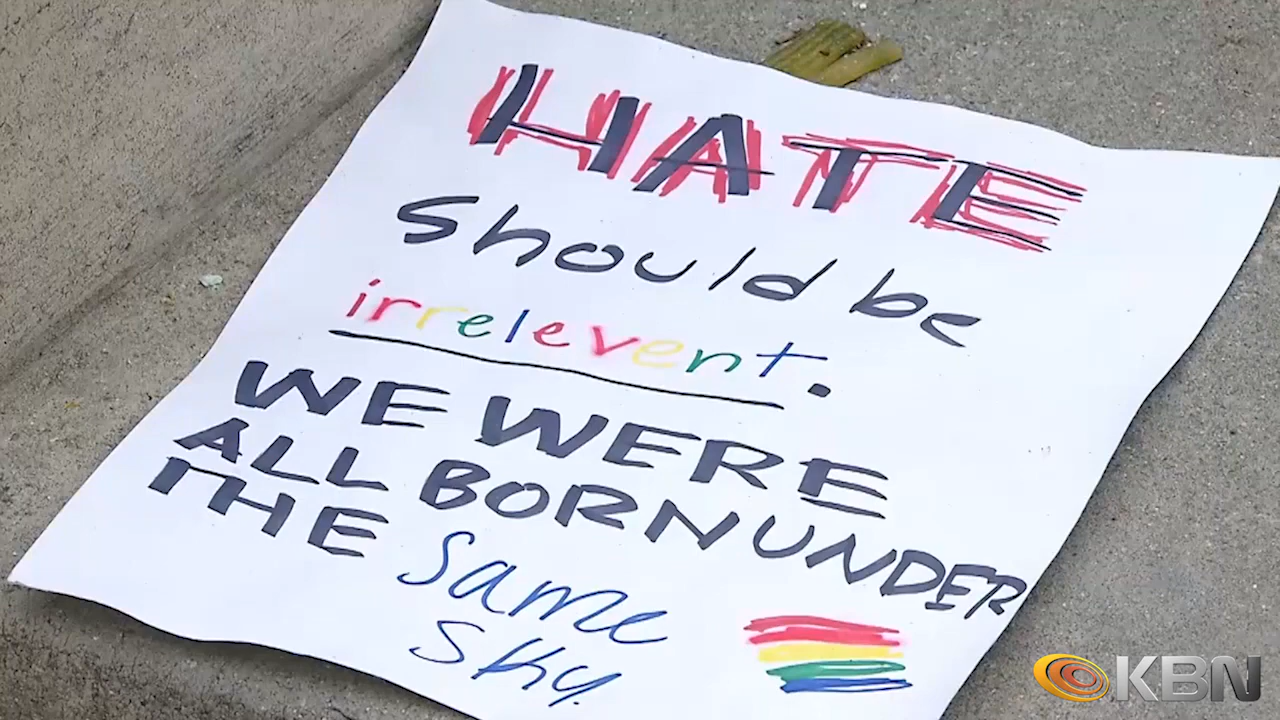 HATE
Should be
irrelevent.
WE WERE
ALL BORN UNDER
THE same
sky.
KBN